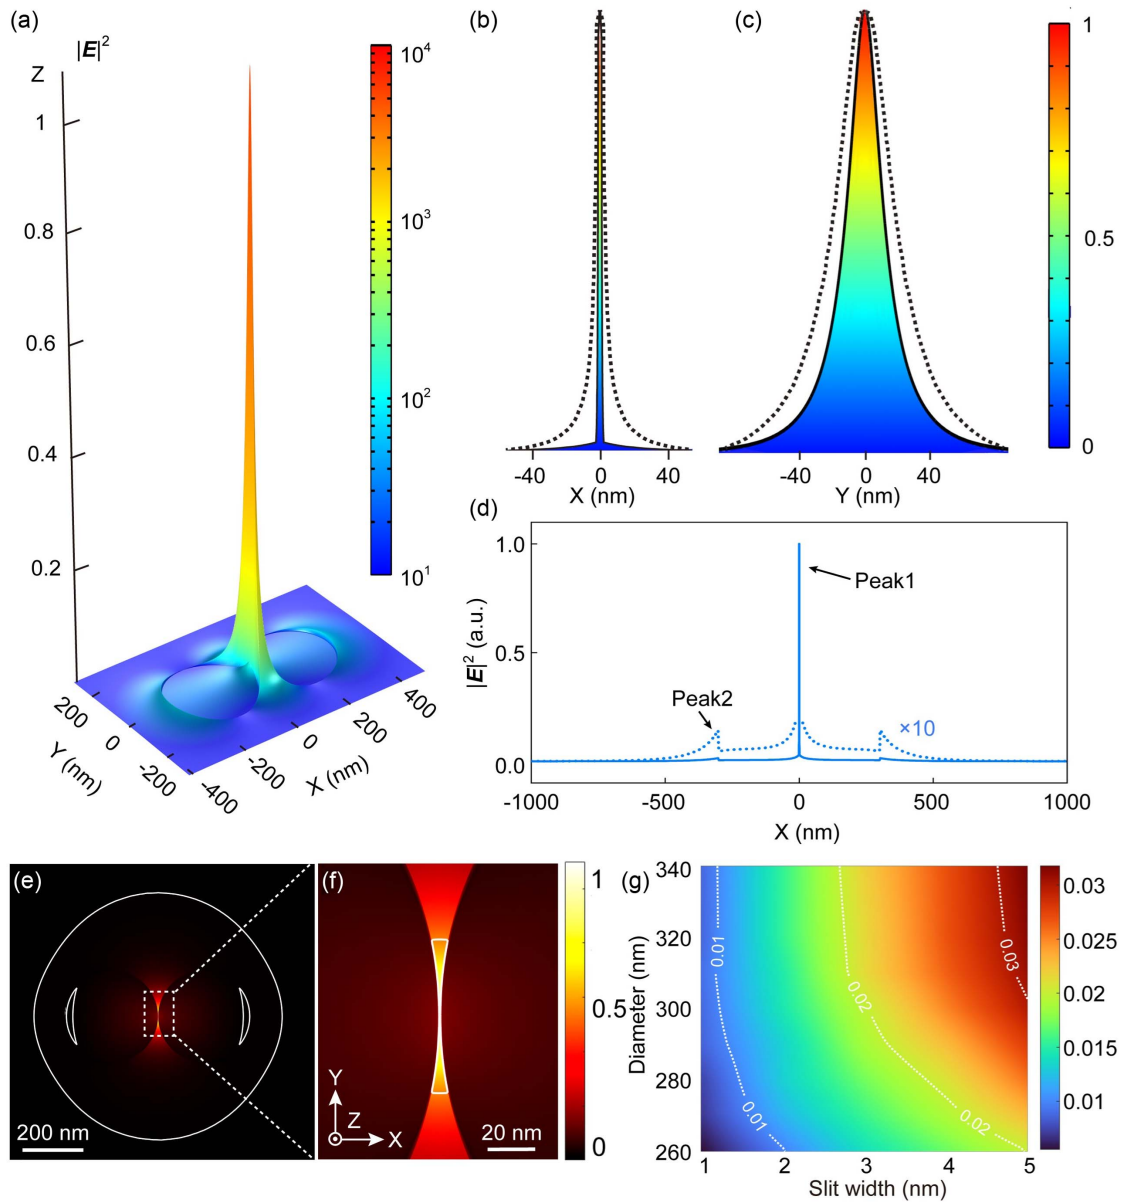 (a)
|E|²
Z
1
0.8
0.6
0.4
0.2
10⁴
10³
10²
10¹
200
0
-200
Y (nm)
-400
-200
0
200
400
X (nm)
(b)
-40 0 40
X (nm)
(c)
-40 0 40
Y (nm)
1
0.5
0
(d)
1.0
0.5
0.0
|E|² (a.u.)
Peak1
Peak2
×10
-1000 -500 0 500 1000
X (nm)
(e)
200 nm
(f)
Y
Z
X
20 nm
1
0.5
0
(g)
340
320
300
280
260
Diameter (nm)
0.01
0.02
0.03
0.01
0.02
1 2 3 4 5
Slit width (nm)
0.03
0.025
0.02
0.015
0.01